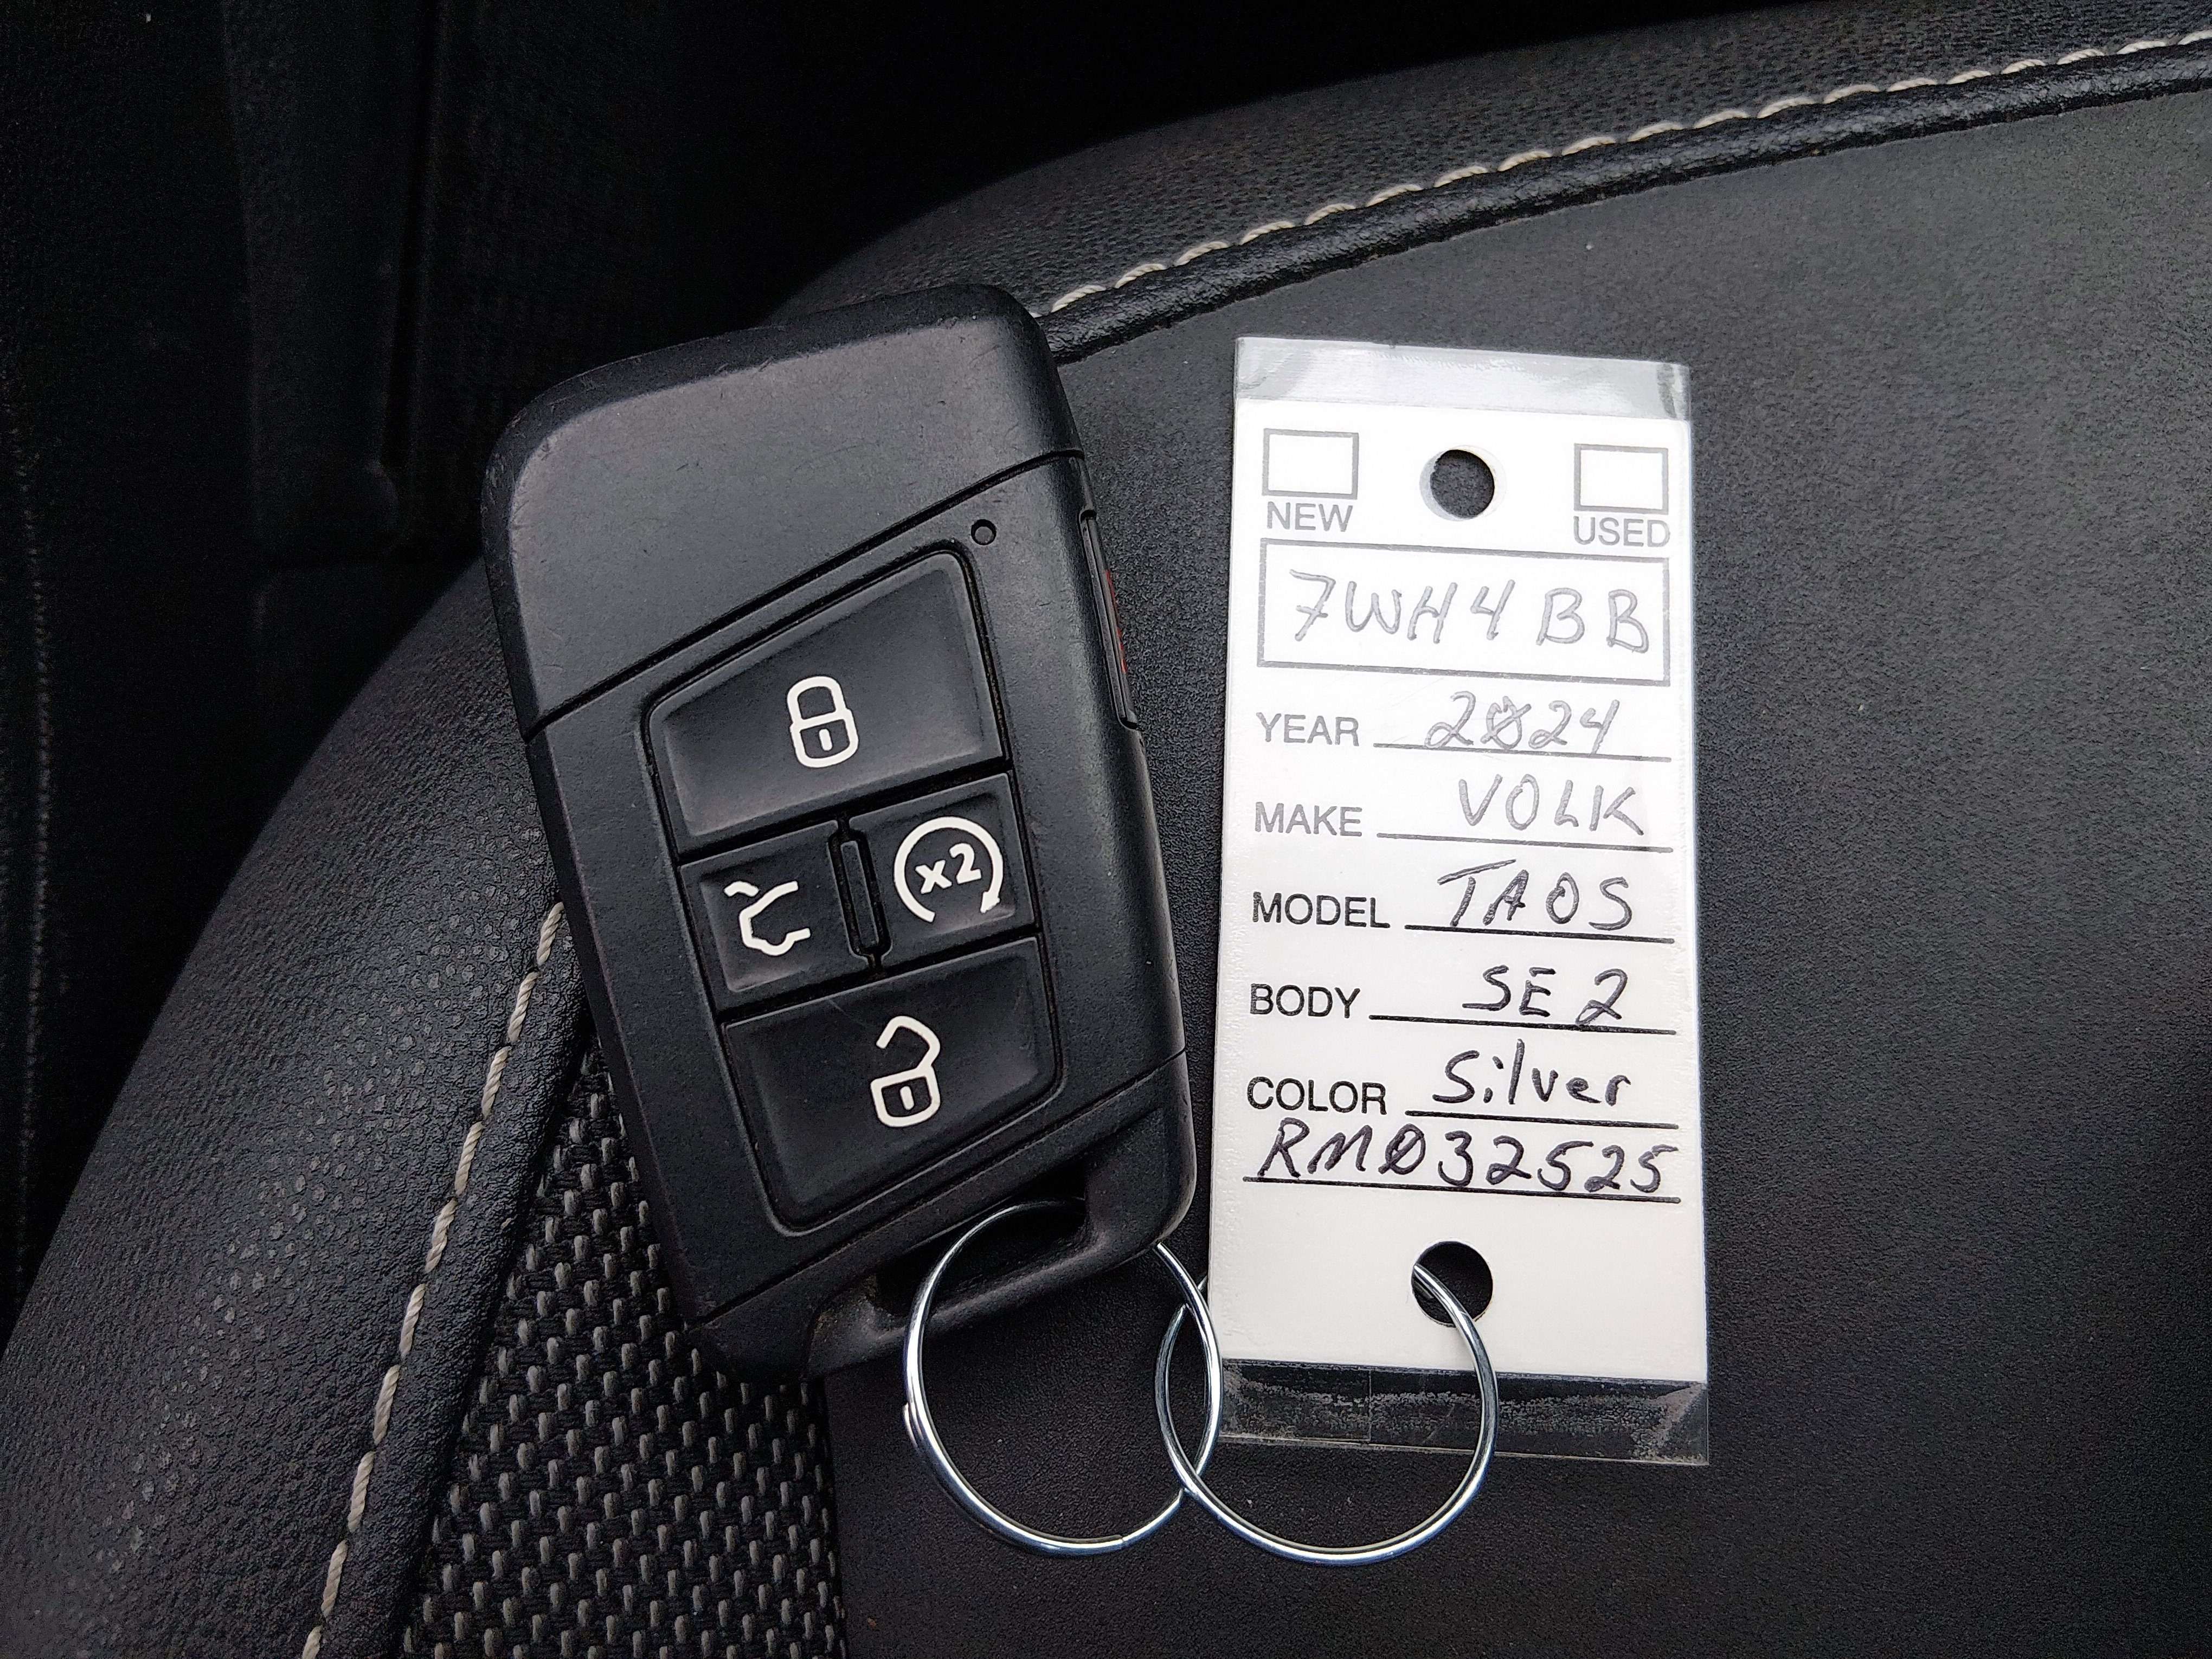 x2
NEW USED
7WH4BB
YEAR 2024
MAKE VOLK
MODEL TAOS
BODY SE 2
COLOR Silver
RM032525